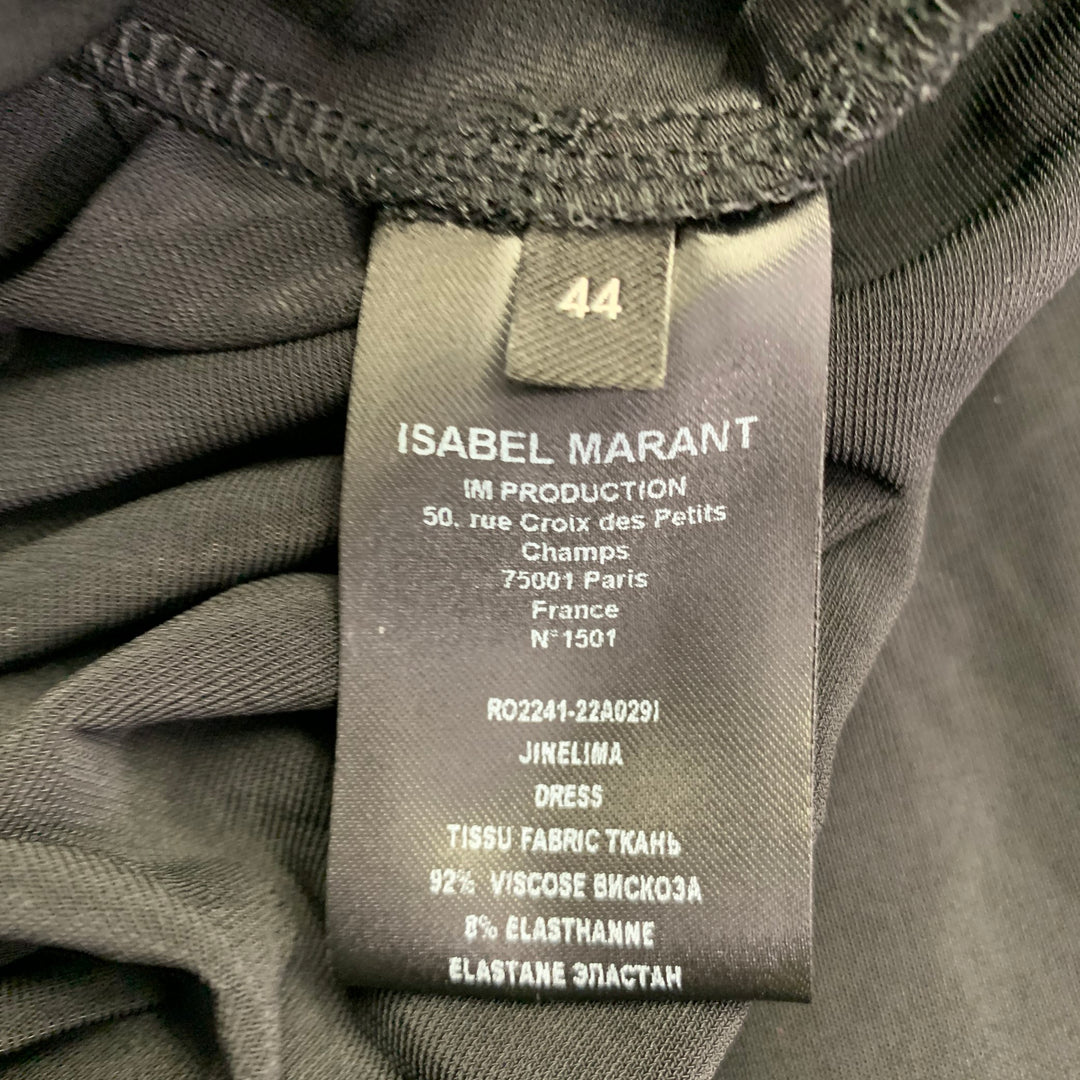 44
ISABEL MARANT
IM PRODUCTION
50. rue Croix des Petits
Champs
75001 Paris
France
N°1501
RO2241-22A029I
JINELIMA
DRESS
TISSU FABRIC ТКАНЬ
92% VISCOSE ВИСКОЗА
8% ELASTHANNE
ELASTANE ЭЛАСТАН